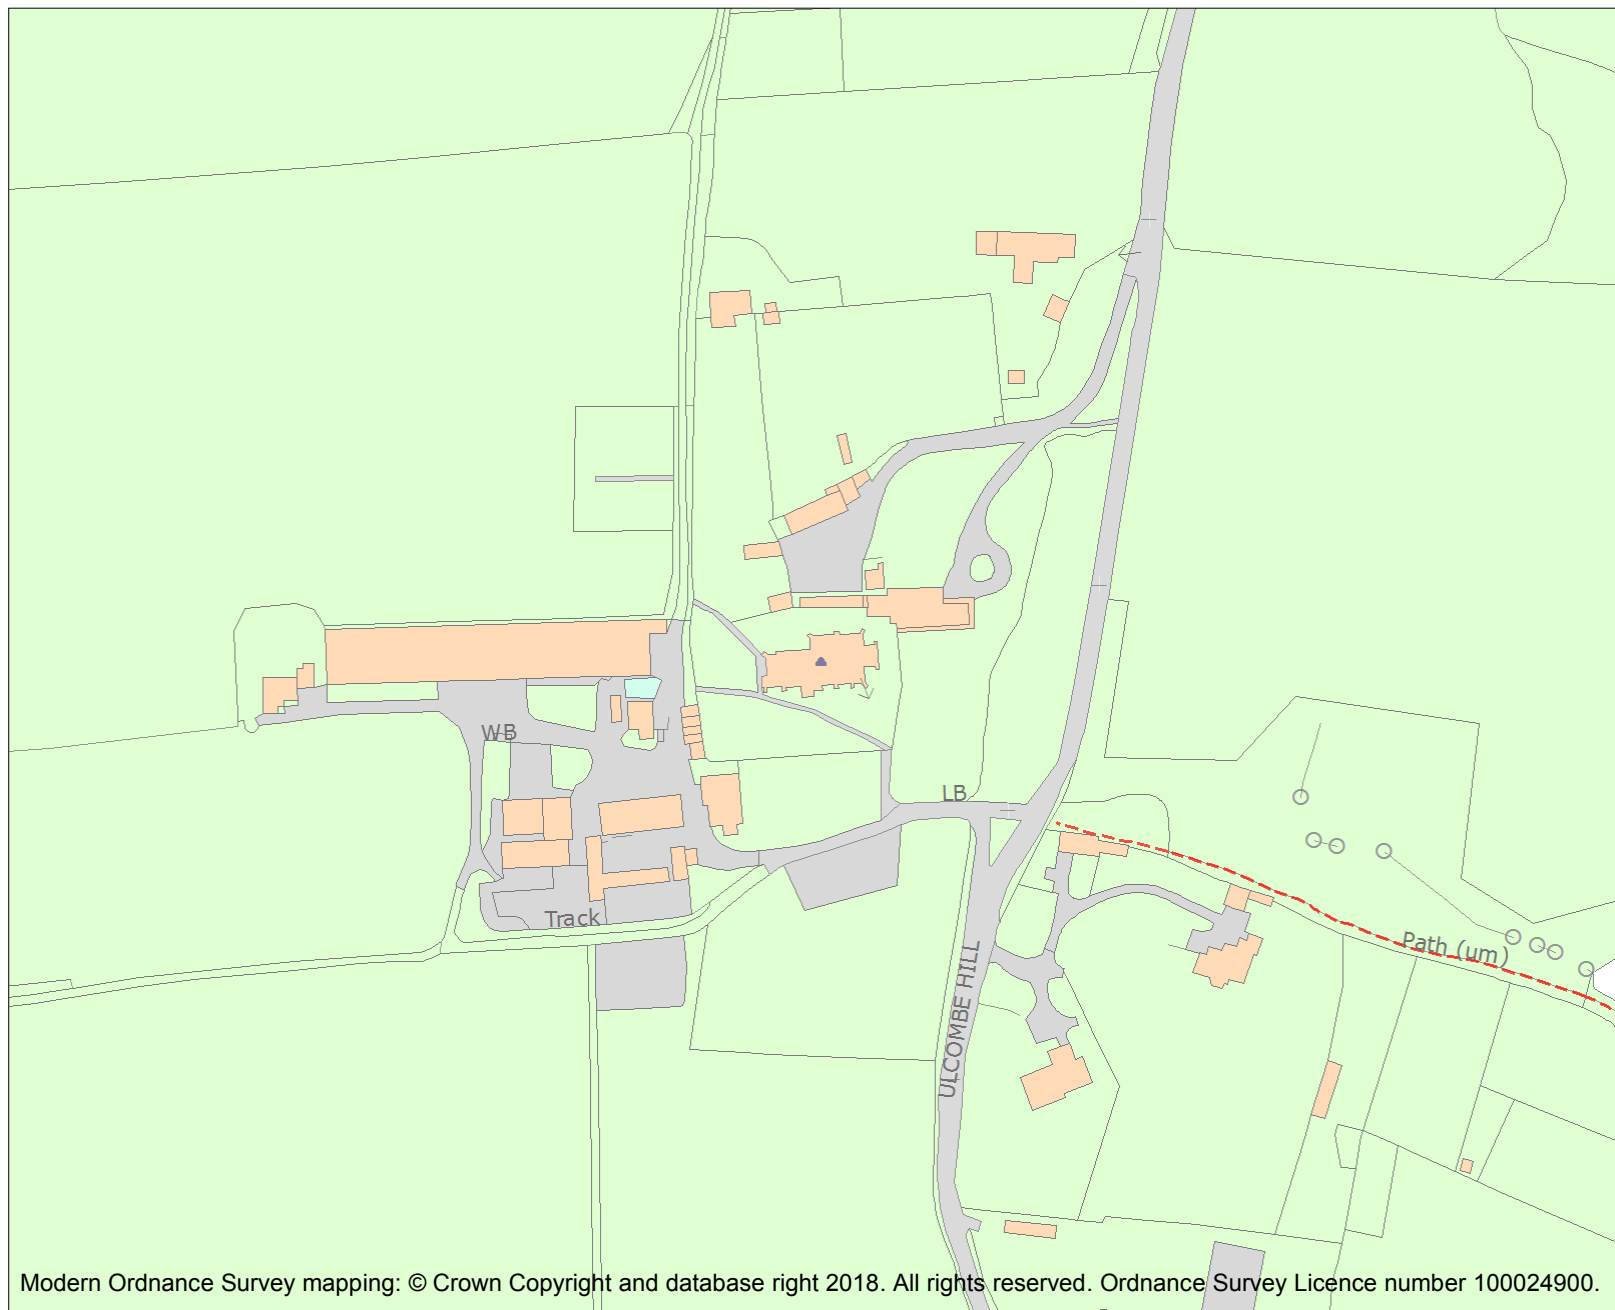 WB
LB
Track
Path (um)
ULCOMBE HILL
Modern Ordnance Survey mapping: © Crown Copyright and database right 2018. All rights reserved. Ordnance Survey Licence number 100024900.